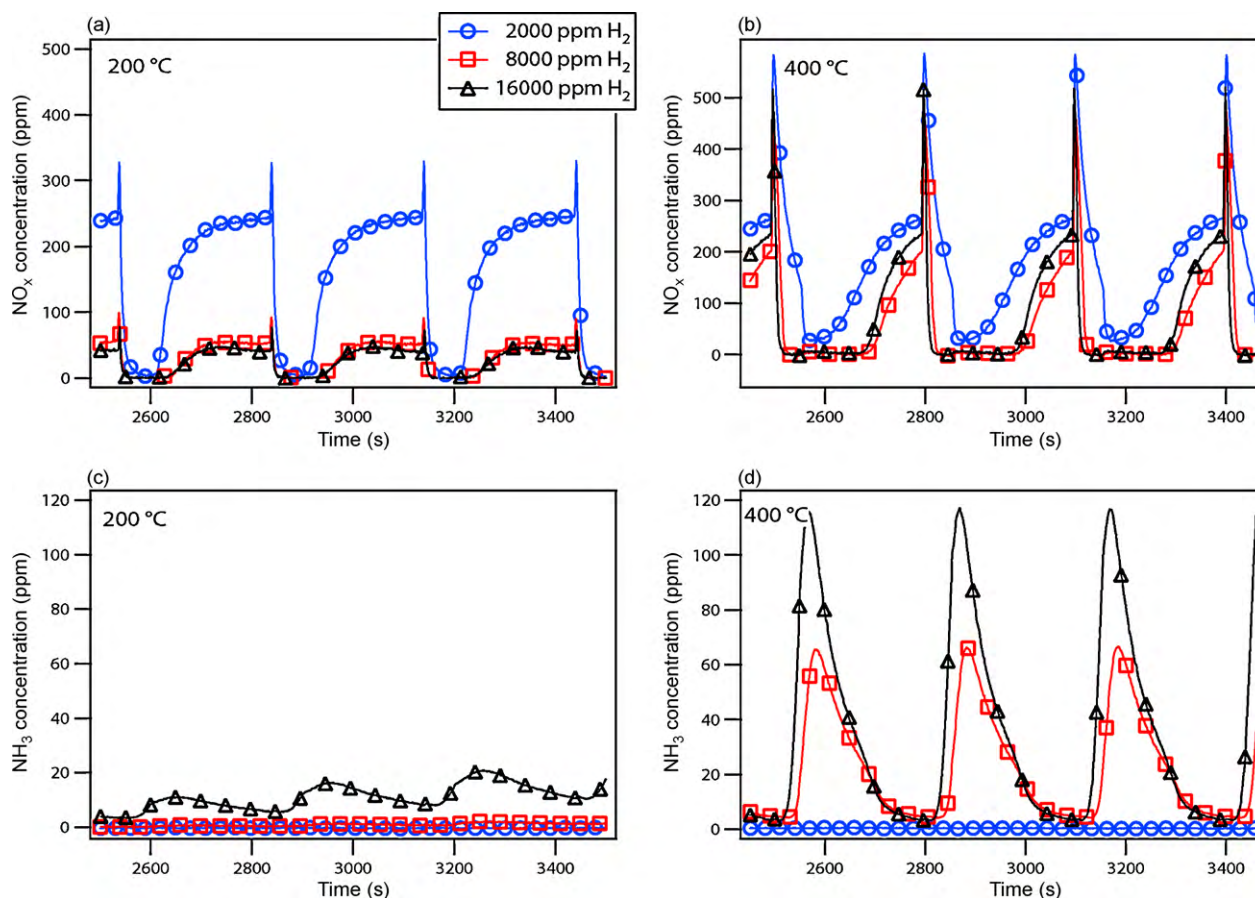 (a)
500
400
300
200
100
0
NOx concentration (ppm)
200 °C
2600 2800 3000 3200 3400
Time (s)
2000 ppm H2
8000 ppm H2
16000 ppm H2
(b)
500
400
300
200
100
0
NOx concentration (ppm)
400 °C
2600 2800 3000 3200 3400
Time (s)
(c)
120
100
80
60
40
20
0
NH3 concentration (ppm)
200 °C
2600 2800 3000 3200 3400
Time (s)
(d)
120
100
80
60
40
20
0
NH3 concentration (ppm)
400 °C
2600 2800 3000 3200 3400
Time (s)